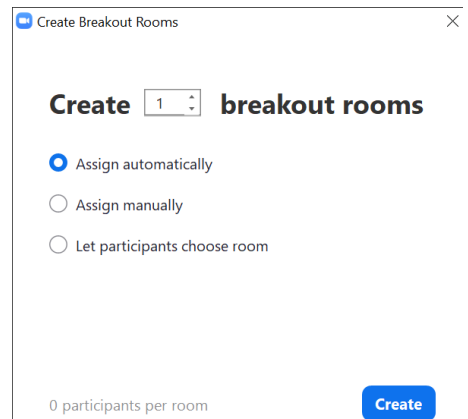 Create Breakout Rooms
Create 1 breakout rooms
Assign automatically
Assign manually
Let participants choose room
0 participants per room Create